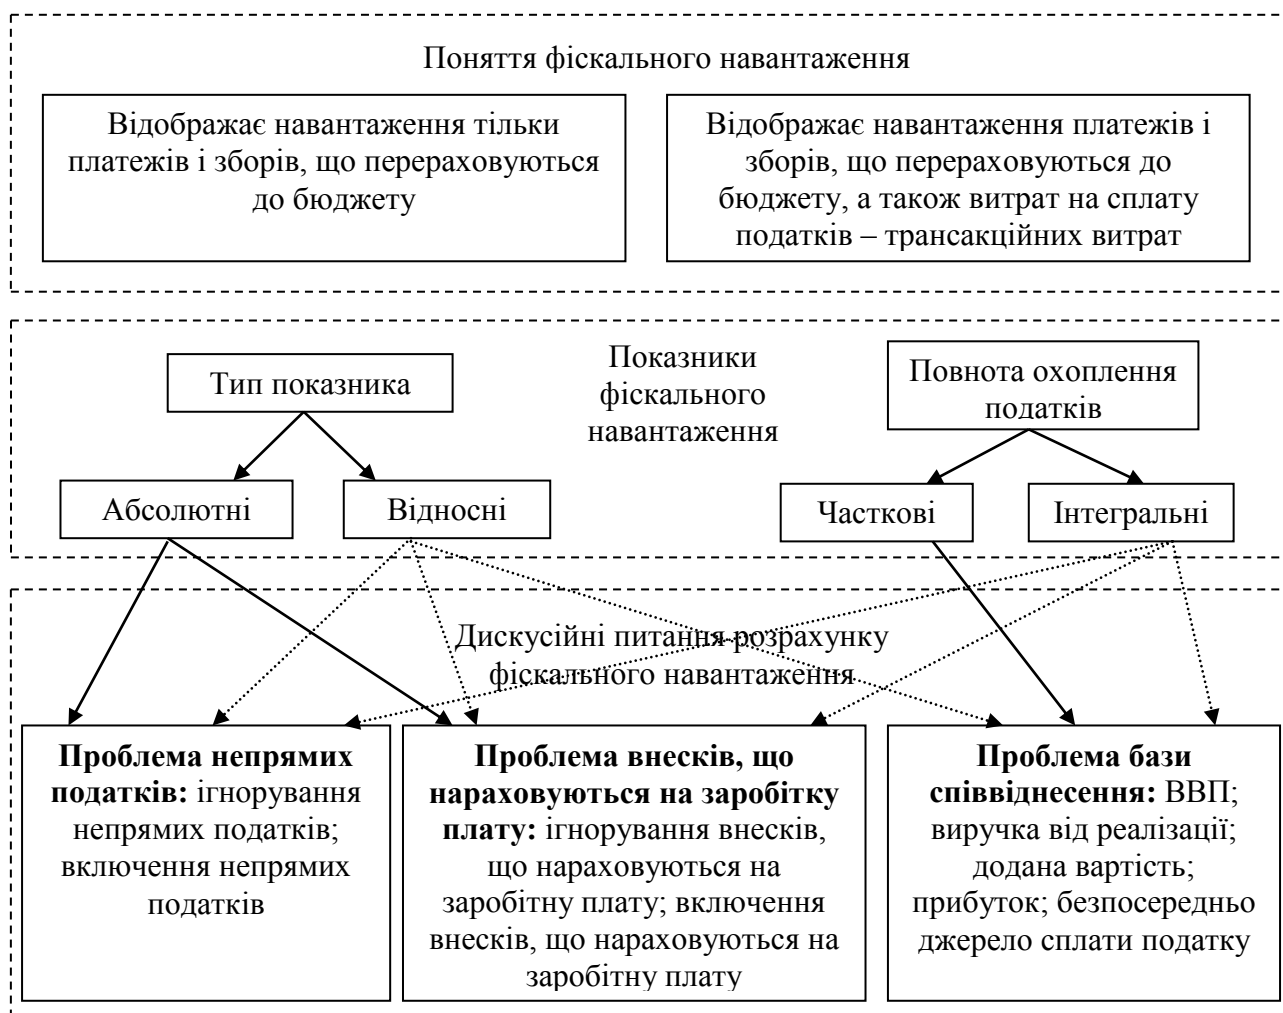 Поняття фіскального навантаження
Відображає навантаження тільки
платежів і зборів, що перераховуються
до бюджету
Відображає навантаження платежів і
зборів, що перераховуються до
бюджету, а також витрат на сплату
податків – трансакційних витрат
Показники
фіскального
навантаження
Тип показника
Повнота охоплення
податків
Абсолютні
Відносні
Часткові
Інтегральні
Дискусійні питання розрахунку
фіскального навантаження
Проблема непрямих
податків: ігнорування
непрямих податків;
включення непрямих
податків
Проблема внесків, що
нараховуються на заробітку
плату: ігнорування внесків,
що нараховуються на
заробітну плату; включення
внесків, що нараховуються на
заробітну плату
Проблема бази
співвіднесення: ВВП;
виручка від реалізації;
додана вартість;
прибуток; безпосередньо
джерело сплати податку